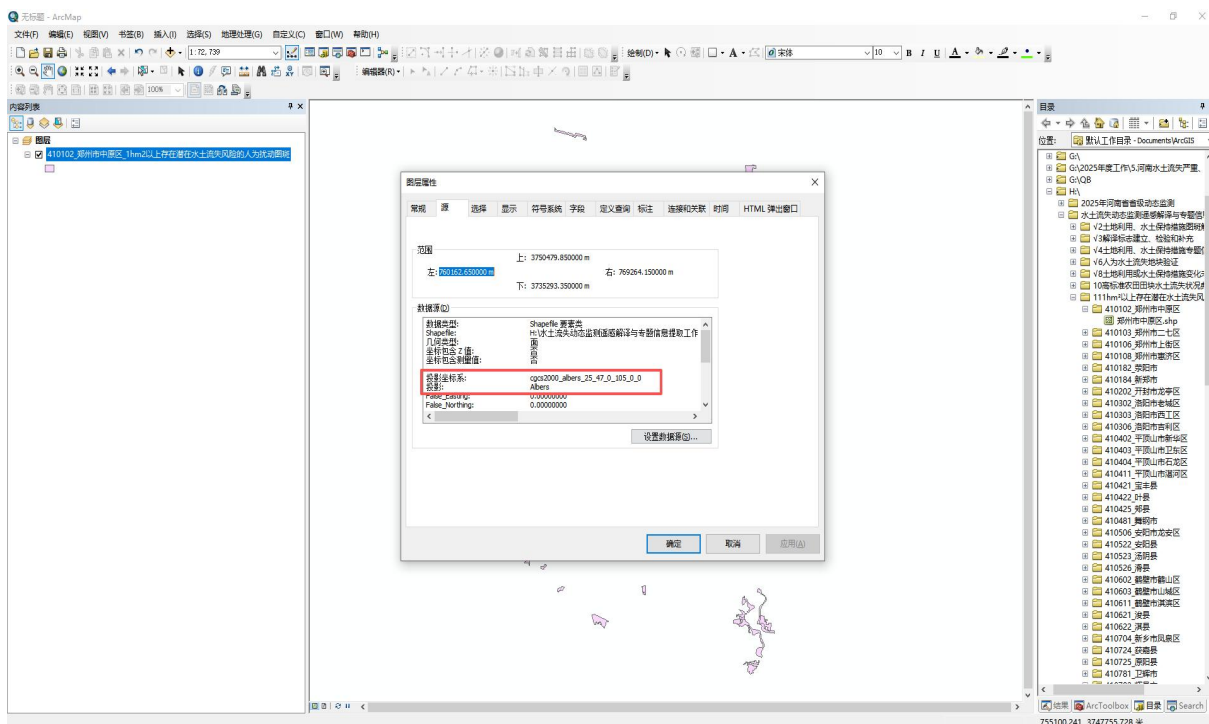 无标题 - ArcMap
文件(F) 编辑(E) 视图(V) 书签(B) 插入(I) 选择(S) 地理处理(G) 自定义(C) 窗口(W) 帮助(H)
1:72,739
绘制(D)
宋体
10
B I U A
编辑器(R)
100%
内容列表
图层
410102_郑州市中原区_1hm2以上存在潜在水土流失风险的人为扰动图斑
图层属性
常规 源 选择 显示 符号系统 字段 定义查询 标注 连接和关联 时间 HTML 弹出窗口
范围
上: 3750479.850000 m
左: 760162.650000 m
右: 769264.150000 m
下: 3735293.350000 m
数据源(D)
数据类型: Shapefile 要素类
Shapefile: H:\水土流失动态监测遥感解译与专题信息提取工作
几何类型: 面
坐标包含 Z 值: 否
坐标包含测量值: 否
投影坐标系: cgcs2000_albers_25_47_0_105_0_0
投影: Albers
False_Easting: 0.00000000
False_Northing: 0.00000000
设置数据源(S)...
确定 取消 应用(A)
目录
位置: 默认工作目录 - Documents\ArcGIS
G:\
G:\2025年度工作\5.河南水土流失严重、
G:\QB
H:\
2025年河南省省级动态监测
水土流失动态监测遥感解译与专题信
√2土地利用、水土保持措施图斑
√3解译标志建立、检验和补充
√4土地利用、水土保持措施专题
√6人为水土流失地块验证
√8土地利用或水土保持措施变化
10高标准农田田块水土流失状况
111hm²以上存在潜在水土流失风
410102_郑州市中原区
郑州市中原区.shp
410103_郑州市二七区
410106_郑州市上街区
410108_郑州市惠济区
410182_荥阳市
410184_新郑市
410202_开封市龙亭区
410302_洛阳市老城区
410303_洛阳市西工区
410306_洛阳市吉利区
410402_平顶山市新华区
410403_平顶山市卫东区
410404_平顶山市石龙区
410411_平顶山市湛河区
410421_宝丰县
410422_叶县
410425_郏县
410481_舞钢市
410506_安阳市龙安区
410522_安阳县
410523_汤阴县
410526_滑县
410602_鹤壁市鹤山区
410603_鹤壁市山城区
410611_鹤壁市淇滨区
410621_浚县
410622_淇县
410704_新乡市凤泉区
410724_获嘉县
410725_原阳县
410781_卫辉市
结果 ArcToolbox 目录 Search
755100.241 3747755.728 米